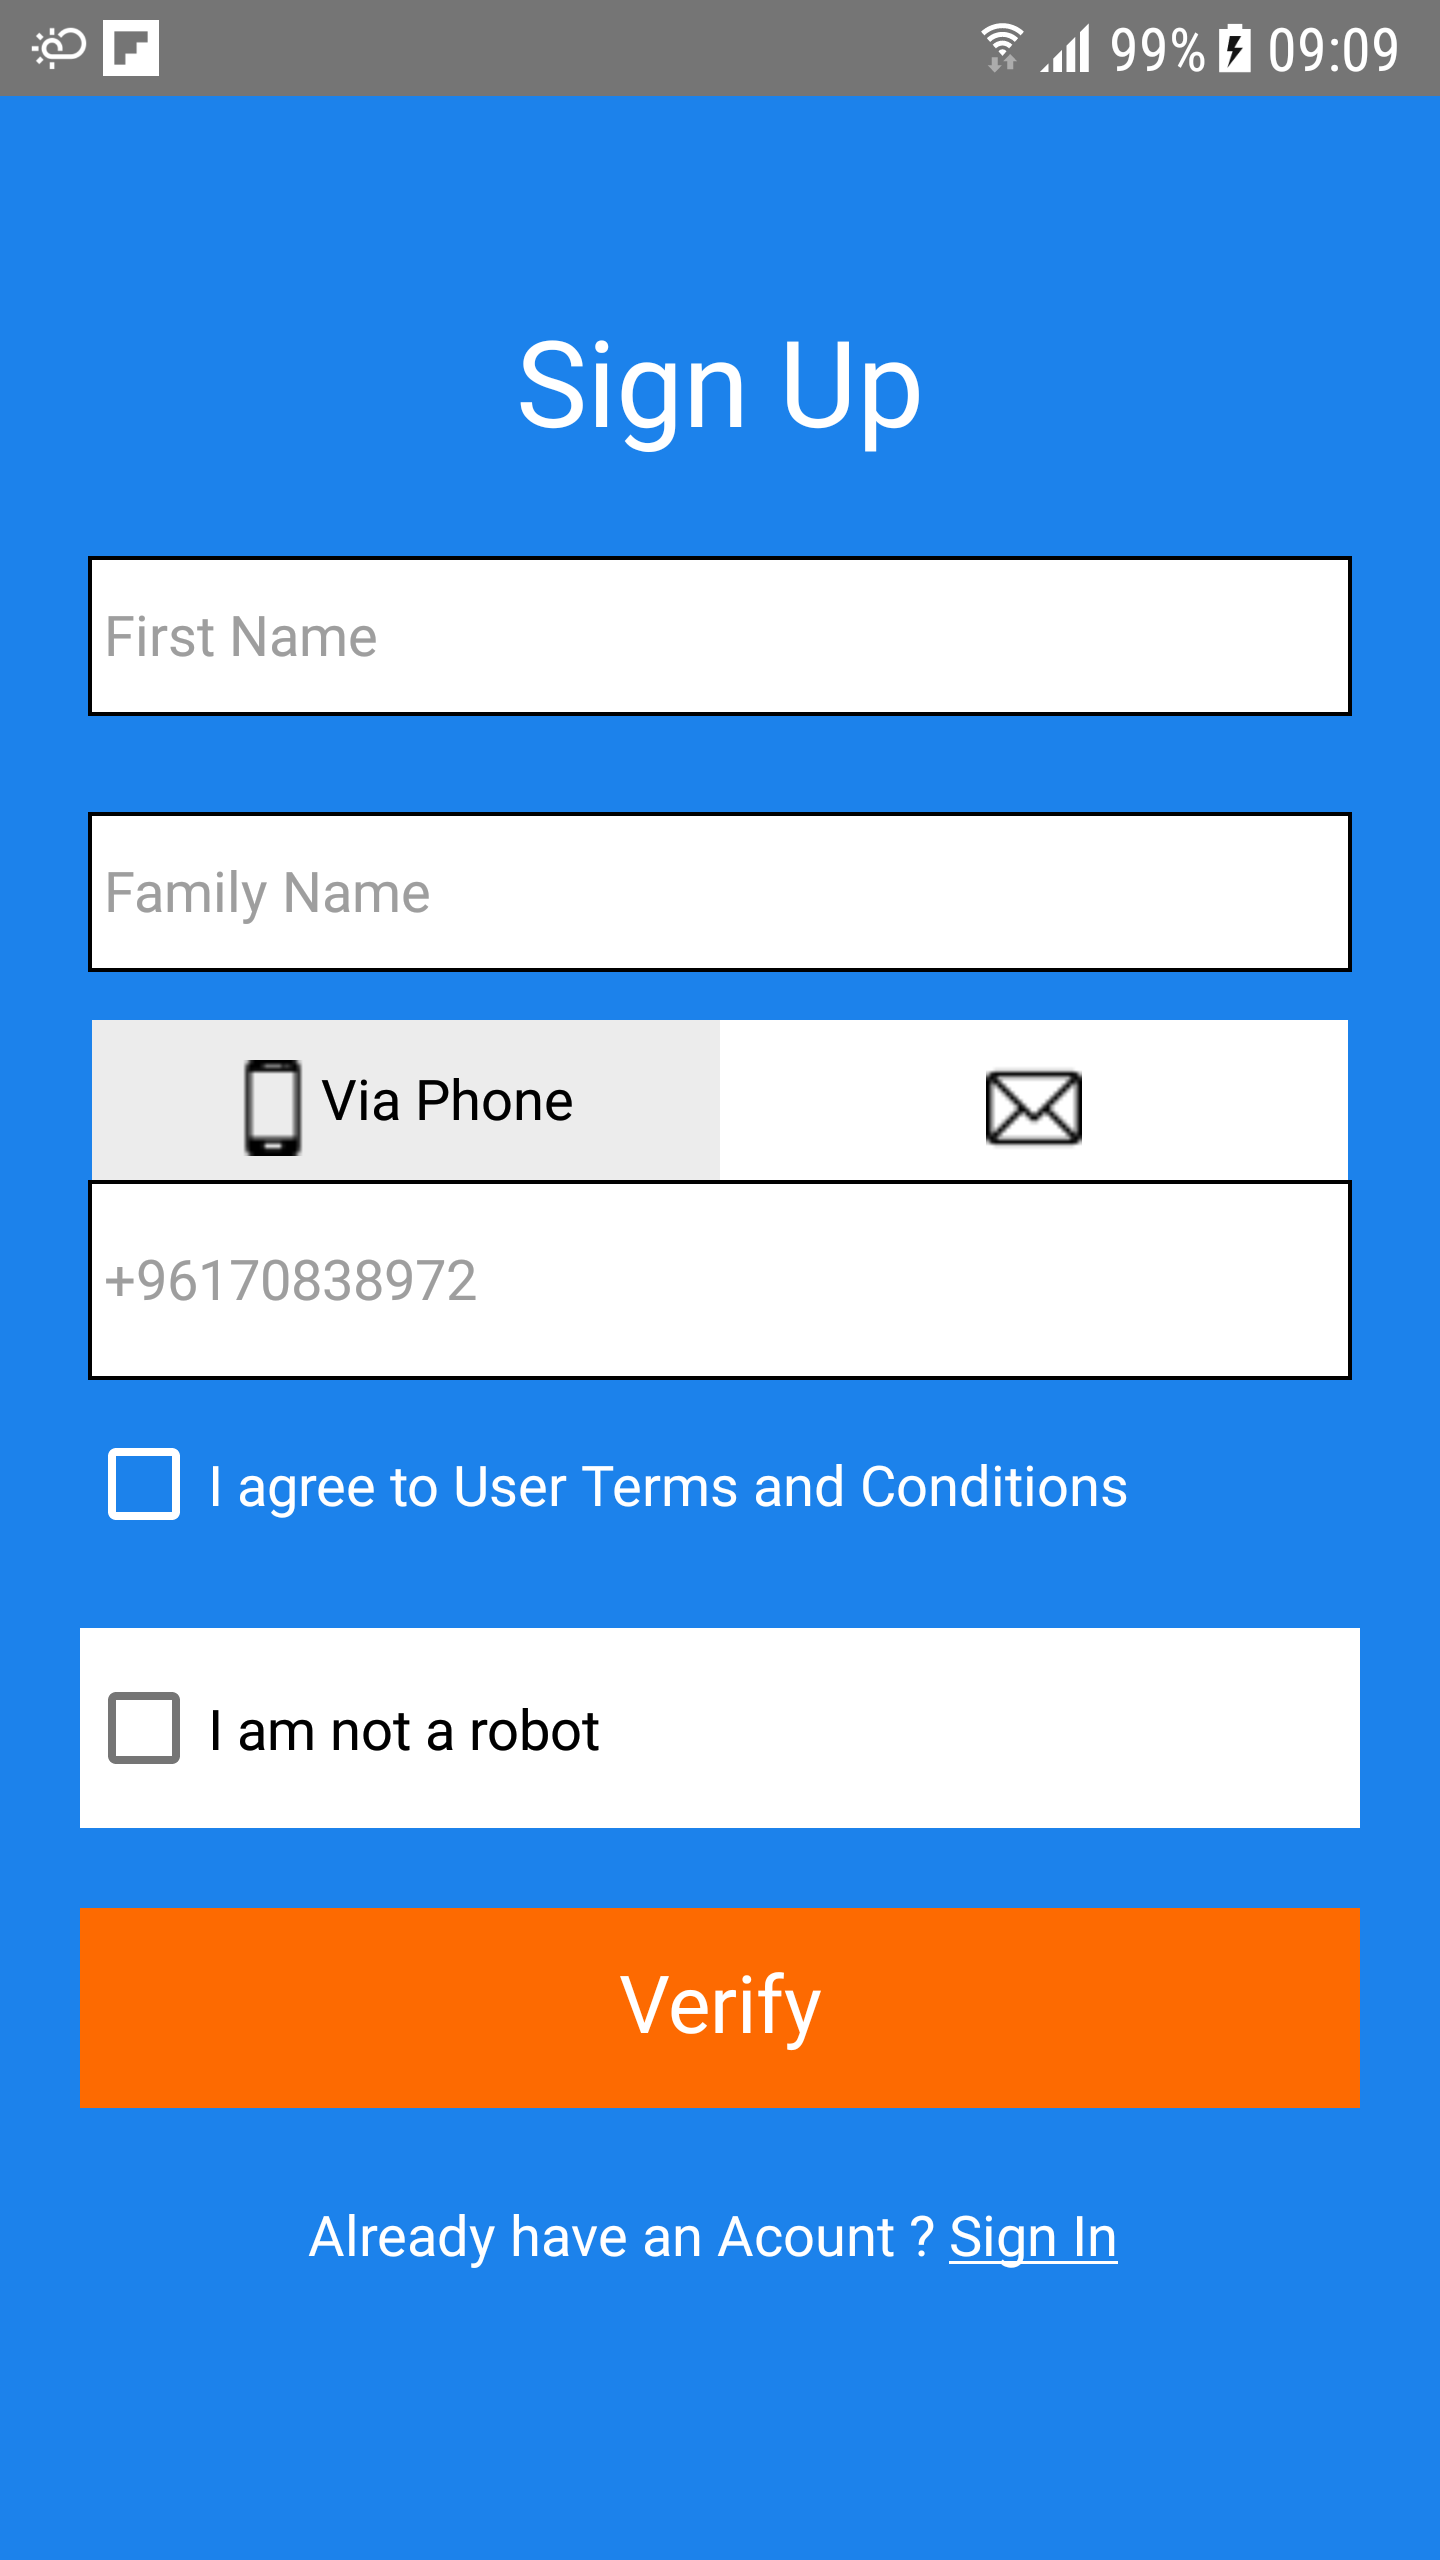 99% 09:09
Sign Up
First Name
Family Name
Via Phone
+96170838972
I agree to User Terms and Conditions
I am not a robot
Verify
Already have an Acount ? Sign In